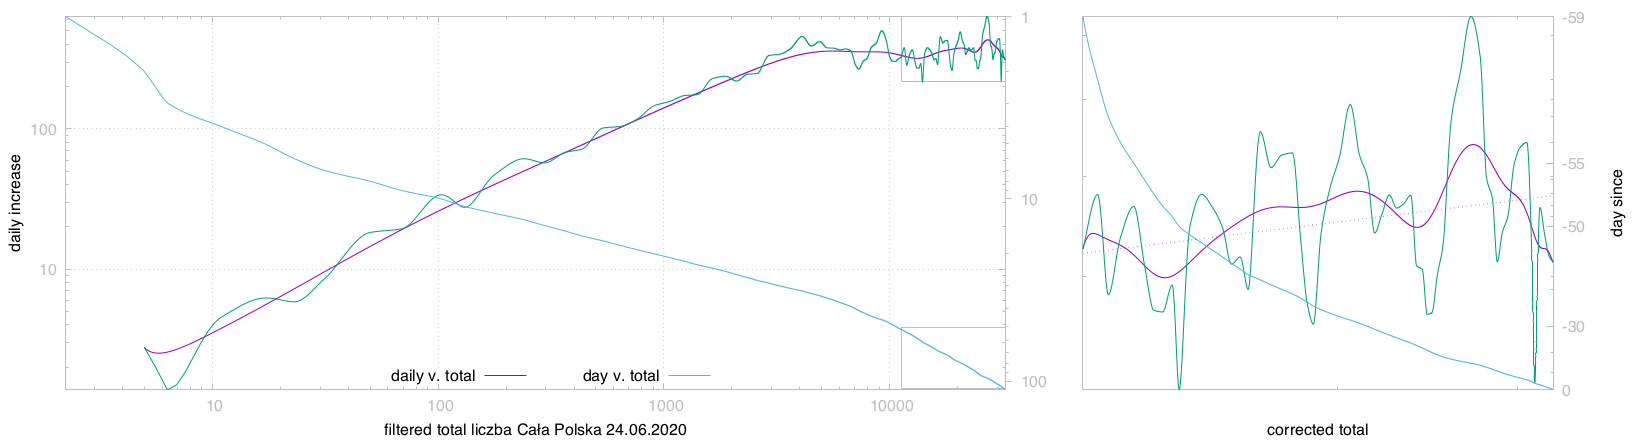 1
-59
100
daily increase
-55
10
-50
day since
10
-30
daily v. total
day v. total
100
0
10
100
1000
10000
filtered total liczba Cała Polska 24.06.2020
corrected total